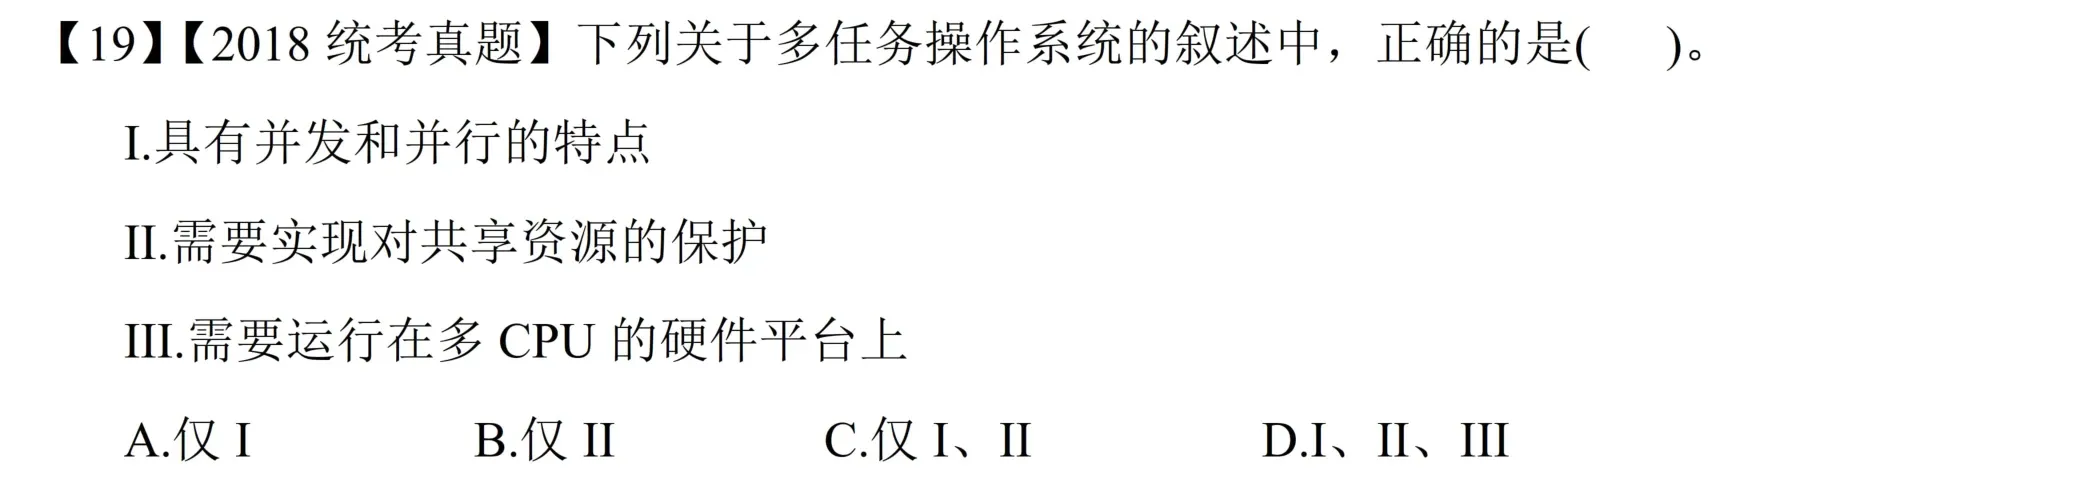 【19】【2018 统考真题】下列关于多任务操作系统的叙述中，正确的是(　　)。
I.具有并发和并行的特点
II.需要实现对共享资源的保护
III.需要运行在多 CPU 的硬件平台上
A.仅 I　　B.仅 II　　C.仅 I、II　　D.I、II、III